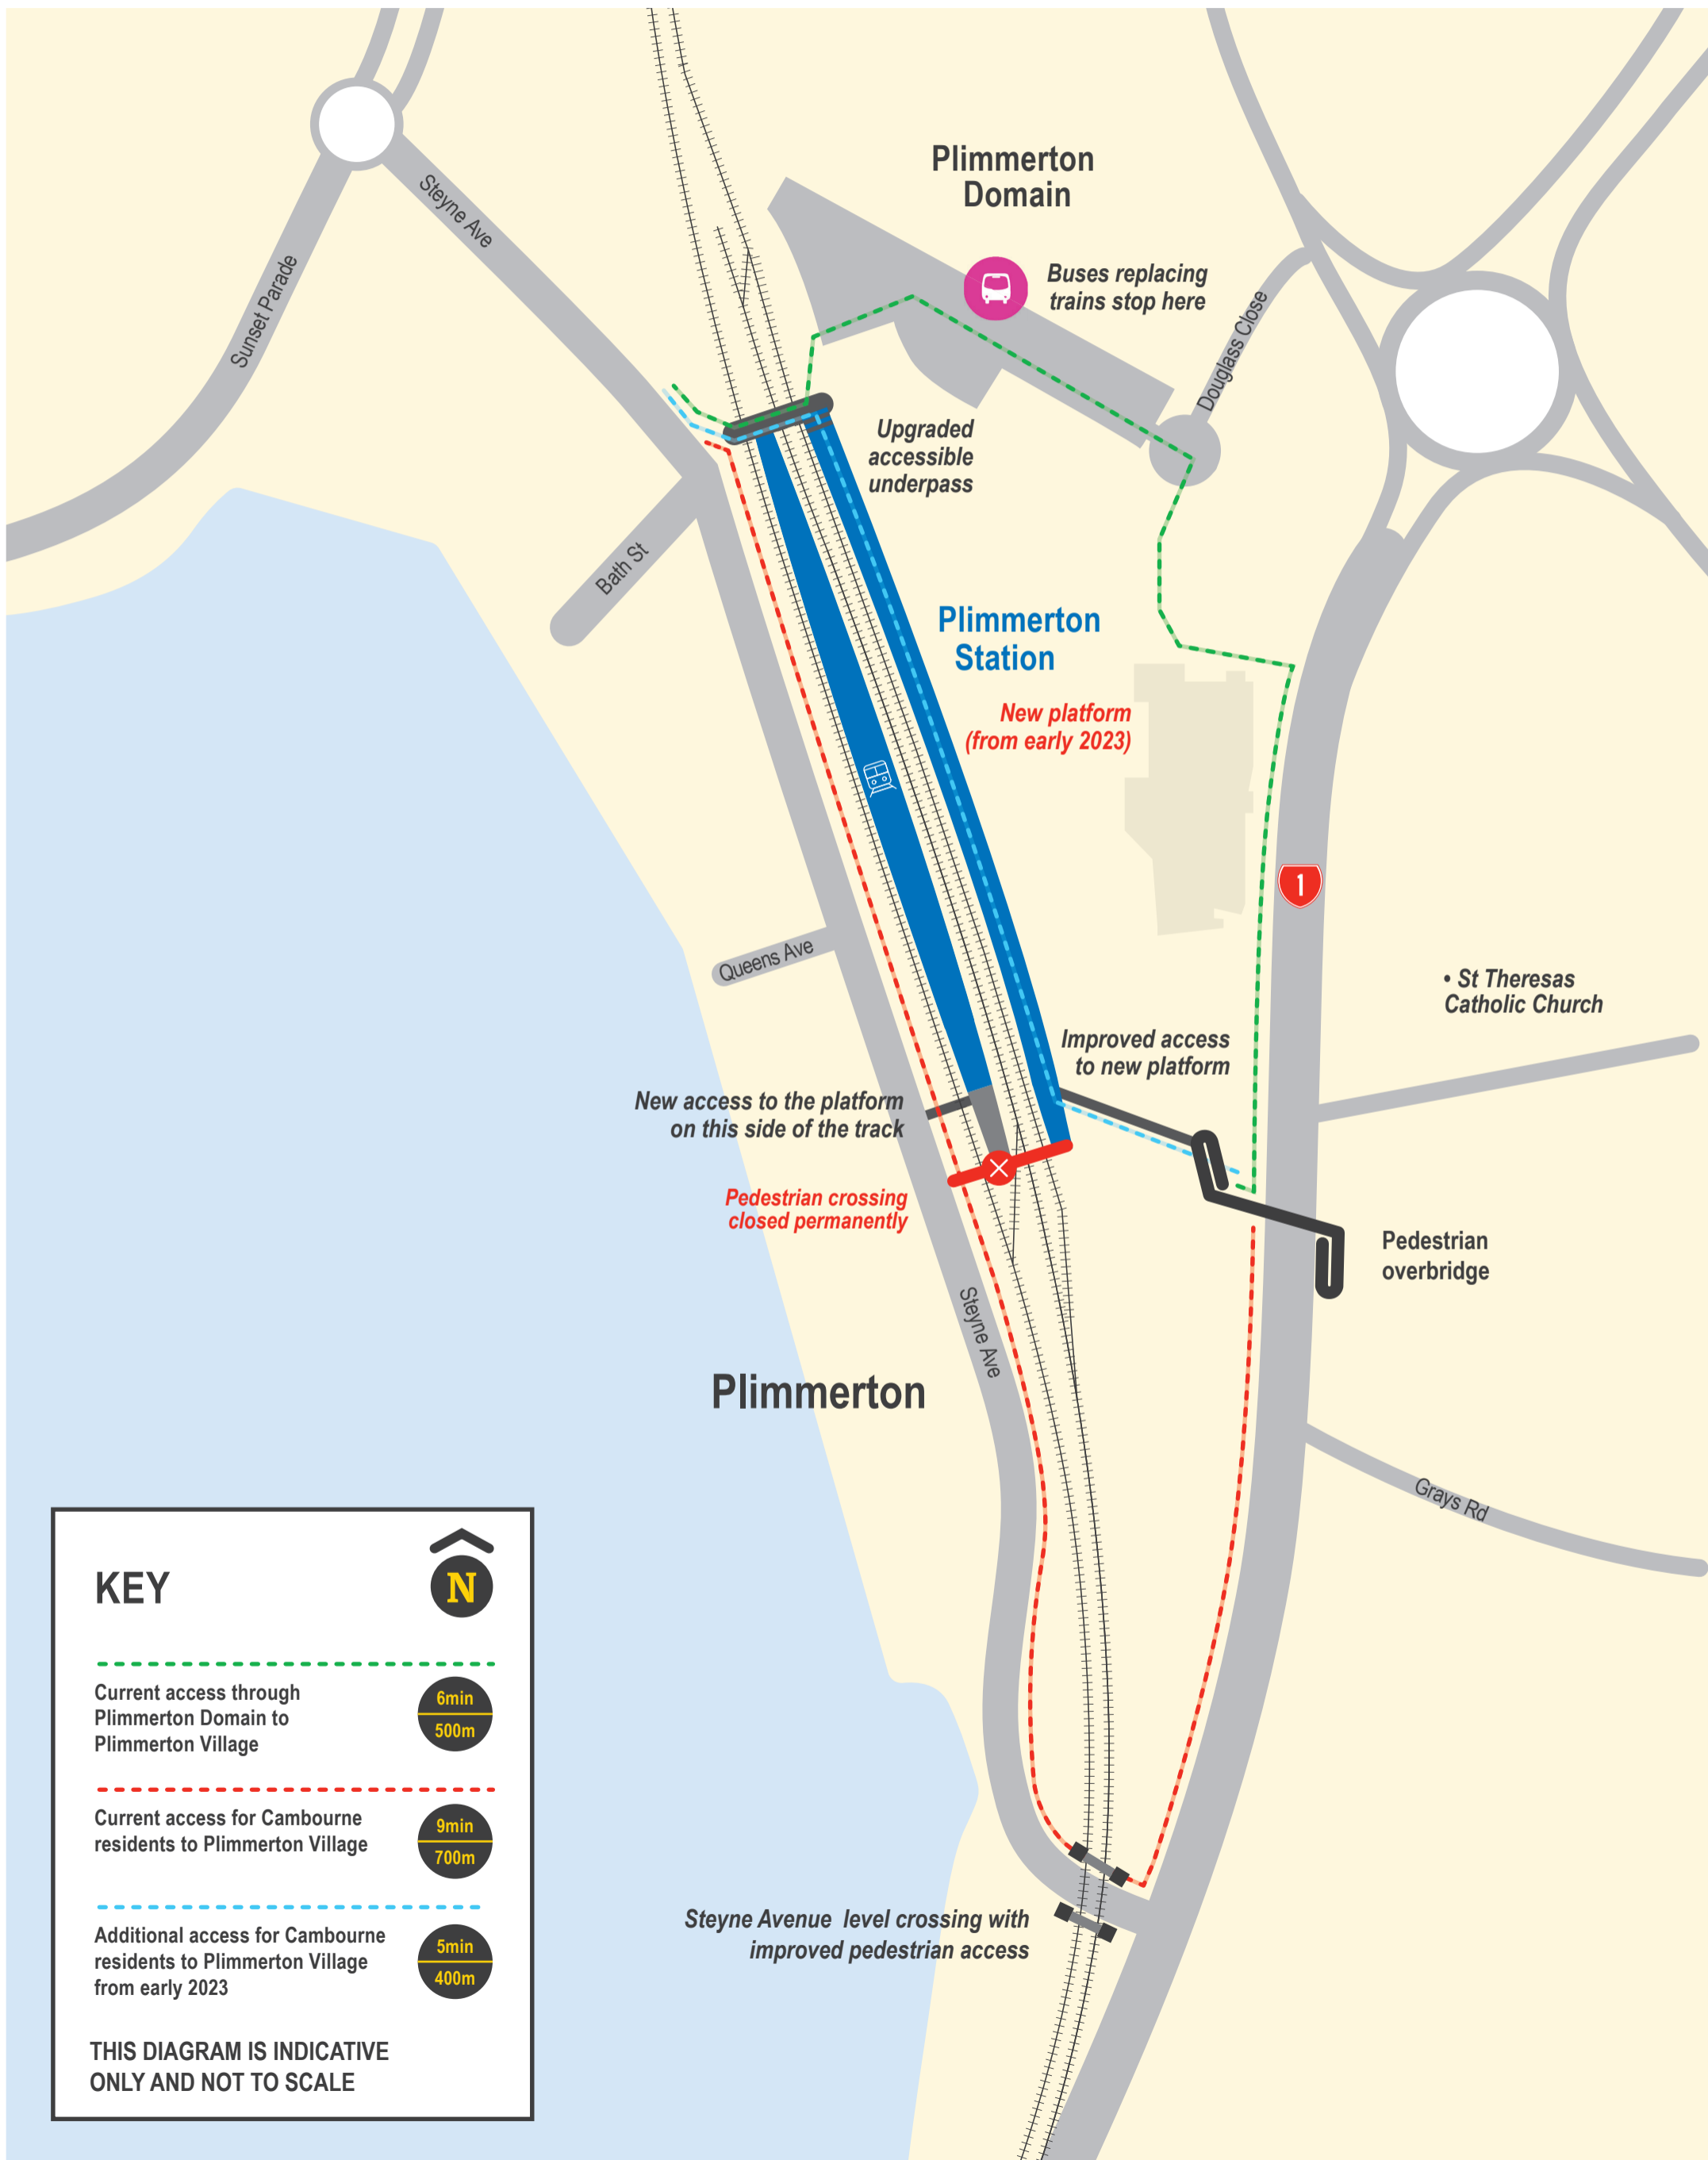 Plimmerton
Domain
Buses replacing
trains stop here
Steyne Ave
Sunset Parade
Douglass Close
Upgraded
accessible
underpass
Bath St
Plimmerton
Station
New platform
(from early 2023)
1
Queens Ave
• St Theresas
Catholic Church
Improved access
to new platform
New access to the platform
on this side of the track
Pedestrian crossing
closed permanently
Pedestrian
overbridge
Steyne Ave
Plimmerton
Grays Rd
Steyne Avenue level crossing with
improved pedestrian access
KEY
N
Current access through
Plimmerton Domain to
Plimmerton Village
6min
500m
Current access for Cambourne
residents to Plimmerton Village
9min
700m
Additional access for Cambourne
residents to Plimmerton Village
from early 2023
5min
400m
THIS DIAGRAM IS INDICATIVE
ONLY AND NOT TO SCALE